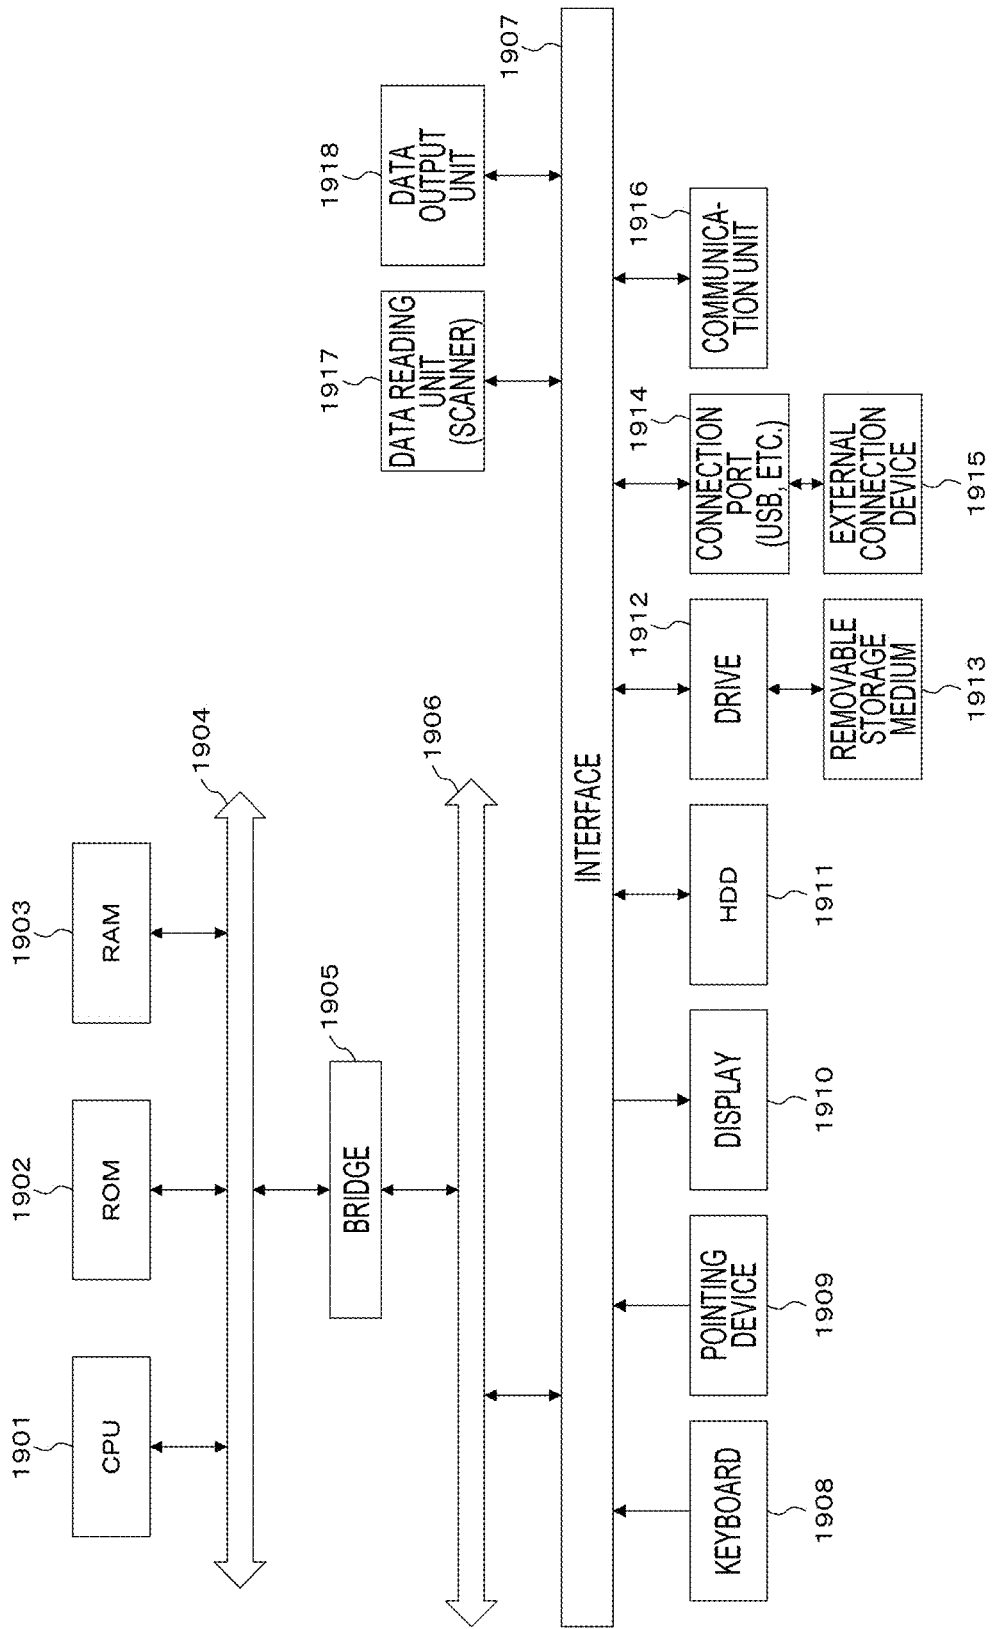 1901
CPU
1902
ROM
1903
RAM
1904
1905
BRIDGE
1906
1917
DATA READING
UNIT
(SCANNER)
1918
DATA
OUTPUT
UNIT
1907
INTERFACE
KEYBOARD
1908
POINTING
DEVICE
1909
DISPLAY
1910
HDD
1911
1912
DRIVE
REMOVABLE
STORAGE
MEDIUM
1913
1914
CONNECTION
PORT
(USB, ETC.)
EXTERNAL
CONNECTION
DEVICE
1915
1916
COMMUNICA-
TION UNIT